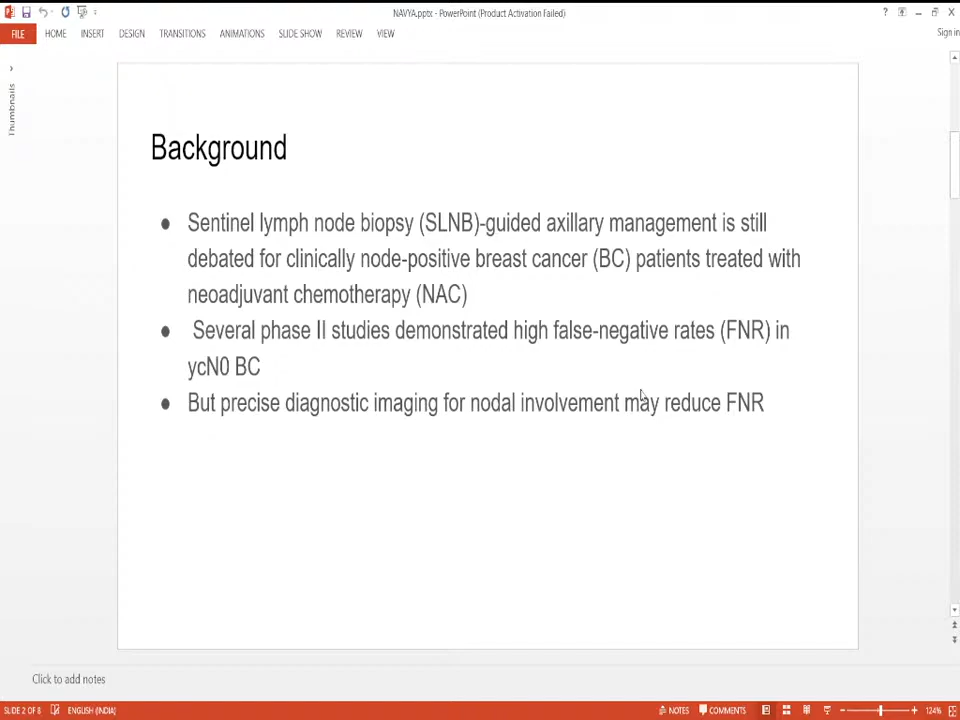 NAVYA.pptx - PowerPoint (Product Activation Failed)
Sign in
FILE HOME INSERT DESIGN TRANSITIONS ANIMATIONS SLIDE SHOW REVIEW VIEW
Thumbnails
Background
● Sentinel lymph node biopsy (SLNB)-guided axillary management is still
debated for clinically node-positive breast cancer (BC) patients treated with
neoadjuvant chemotherapy (NAC)
● Several phase II studies demonstrated high false-negative rates (FNR) in
ycN0 BC
● But precise diagnostic imaging for nodal involvement may reduce FNR
Click to add notes
SLIDE 2 OF 8 ENGLISH (INDIA) NOTES COMMENTS 124%